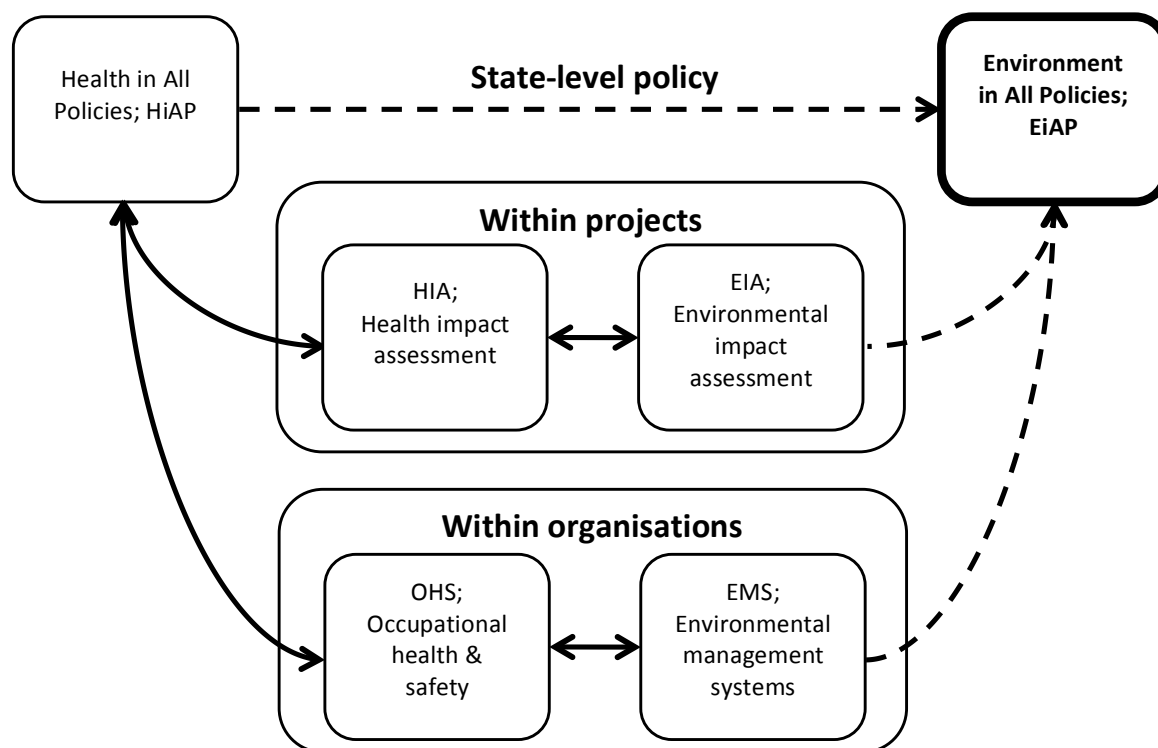 Health in All
Policies; HiAP
State-level policy
Environment
in All Policies;
EiAP
Within projects
HIA;
Health impact
assessment
EIA;
Environmental
impact
assessment
Within organisations
OHS;
Occupational
health &
safety
EMS;
Environmental
management
systems